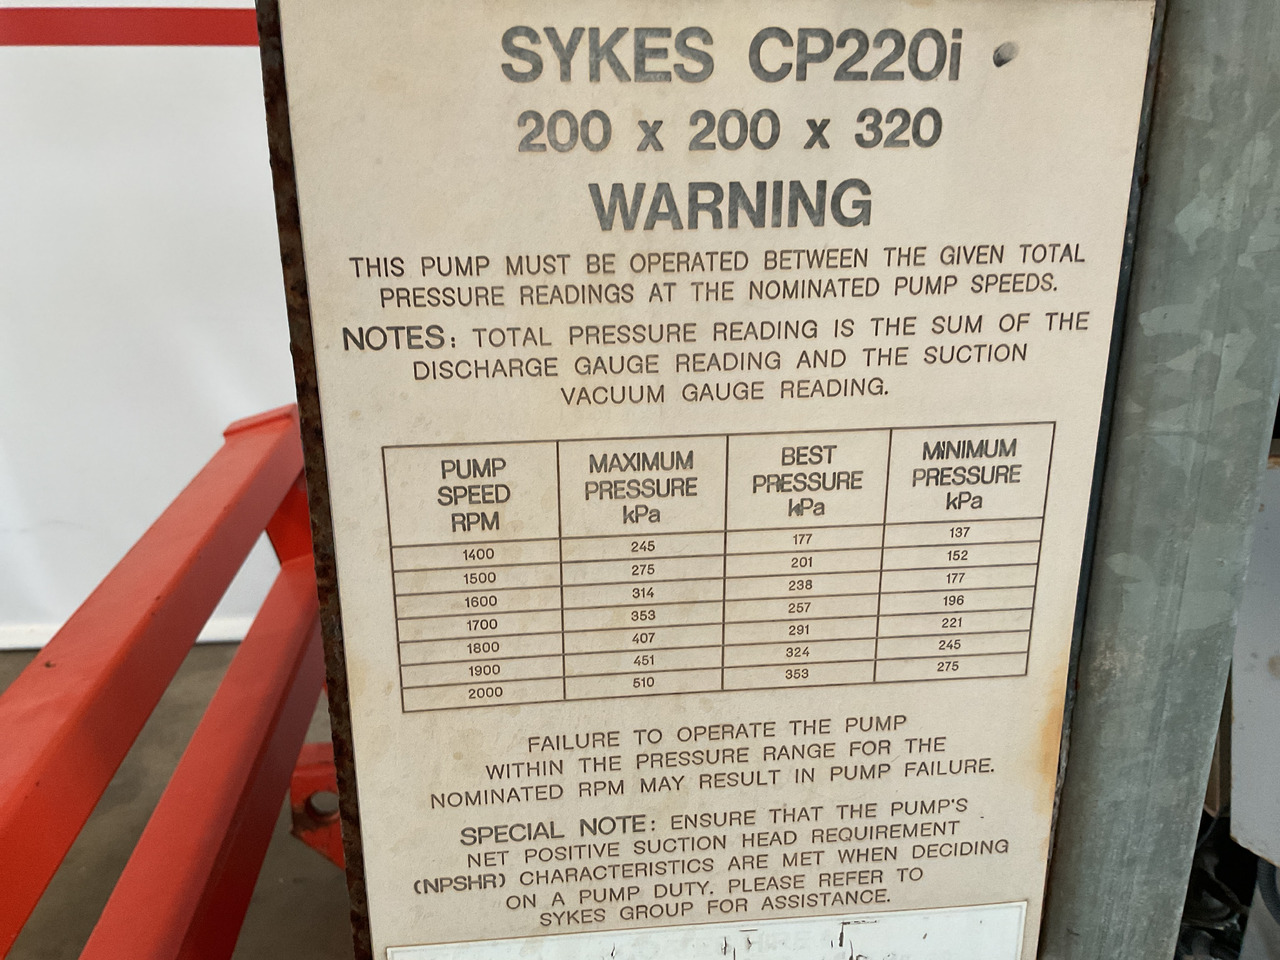 SYKES CP220i
200 x 200 x 320
WARNING
THIS PUMP MUST BE OPERATED BETWEEN THE GIVEN TOTAL
PRESSURE READINGS AT THE NOMINATED PUMP SPEEDS.
NOTES: TOTAL PRESSURE READING IS THE SUM OF THE
DISCHARGE GAUGE READING AND THE SUCTION
VACUUM GAUGE READING.
PUMP SPEED RPM MAXIMUM PRESSURE kPa BEST PRESSURE kPa MINIMUM PRESSURE kPa
1400 245 177 137
1500 275 201 152
1600 314 238 177
1700 353 257 196
1800 407 291 221
1900 451 324 245
2000 510 353 275
FAILURE TO OPERATE THE PUMP
WITHIN THE PRESSURE RANGE FOR THE
NOMINATED RPM MAY RESULT IN PUMP FAILURE.
SPECIAL NOTE: ENSURE THAT THE PUMP'S
NET POSITIVE SUCTION HEAD REQUIREMENT
(NPSHR) CHARACTERISTICS ARE MET WHEN DECIDING
ON A PUMP DUTY. PLEASE REFER TO
SYKES GROUP FOR ASSISTANCE.